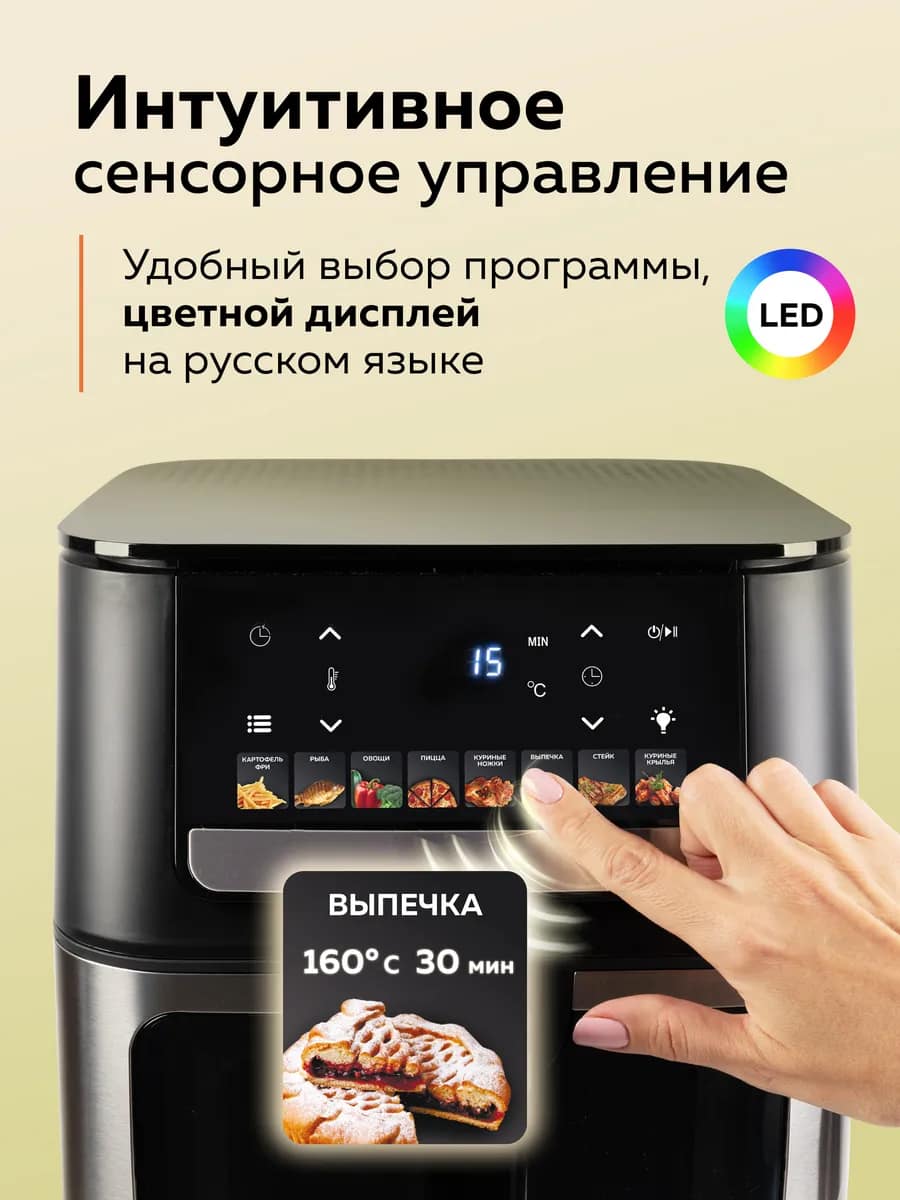 Интуитивное
сенсорное управление
Удобный выбор программы,
цветной дисплей
на русском языке
LED
MIN
15
°C
КАРТОФЕЛЬ
ФРИ
РЫБА
ОВОЩИ
ПИЦЦА
КУРИНЫЕ
НОЖКИ
ВЫПЕЧКА
СТЕЙК
КУРИНЫЕ
КРЫЛЬЯ
ВЫПЕЧКА
160°С 30 мин